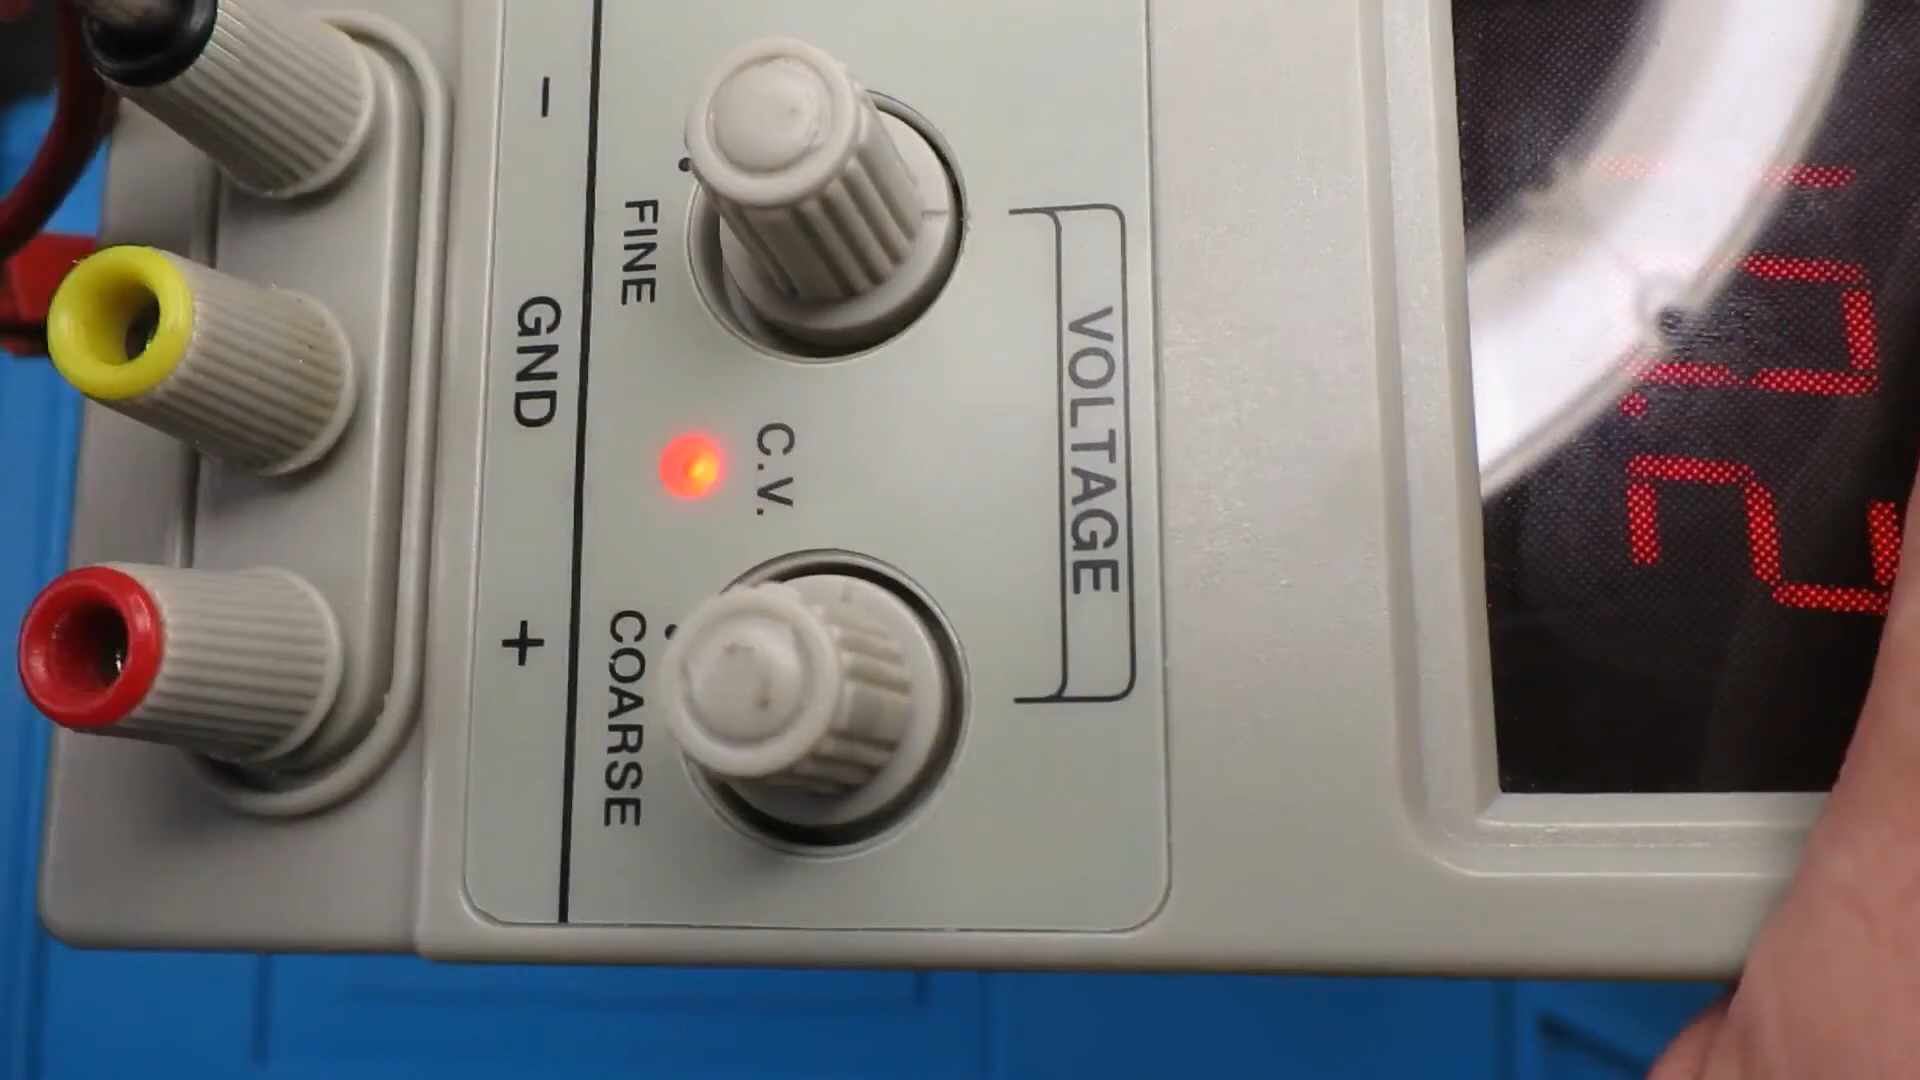 VOLTAGE
C.V.
FINE COARSE
- GND +